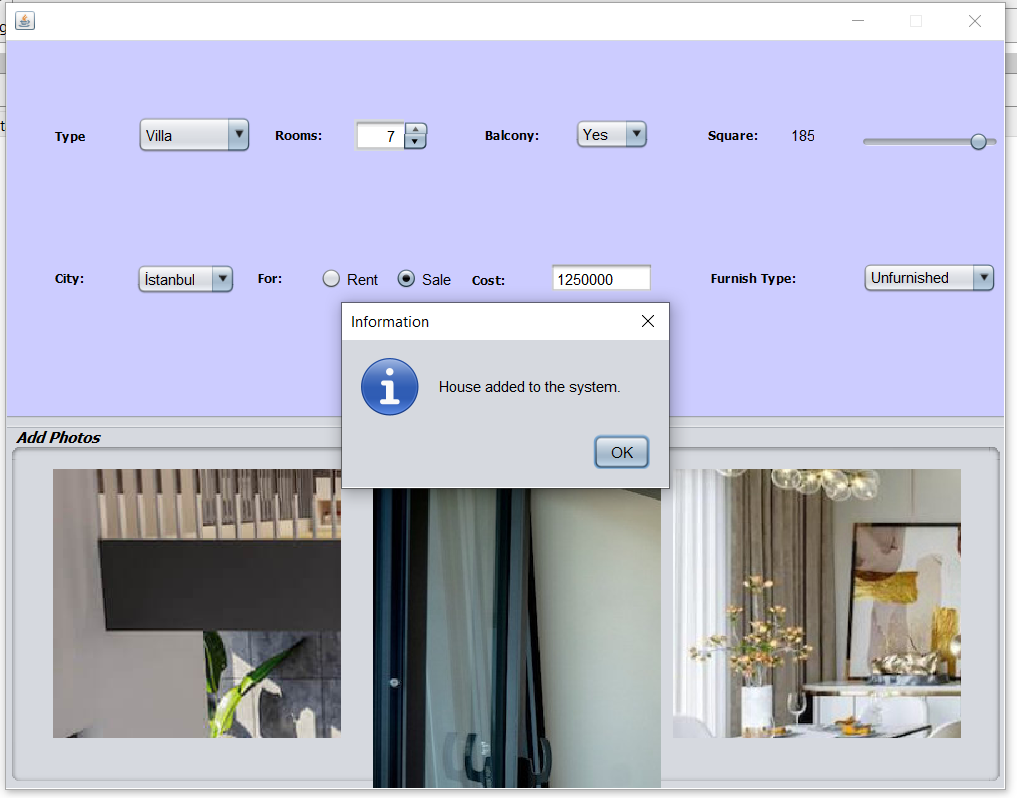 Type Villa Rooms: 7 Balcony: Yes Square: 185
City: İstanbul For: Rent Sale Cost: 1250000 Furnish Type: Unfurnished
Information
House added to the system.
OK
Add Photos